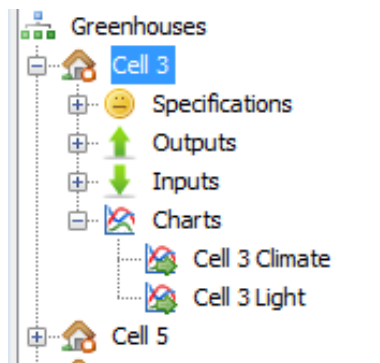 Greenhouses
Cell 3
Specifications
Outputs
Inputs
Charts
Cell 3 Climate
Cell 3 Light
Cell 5